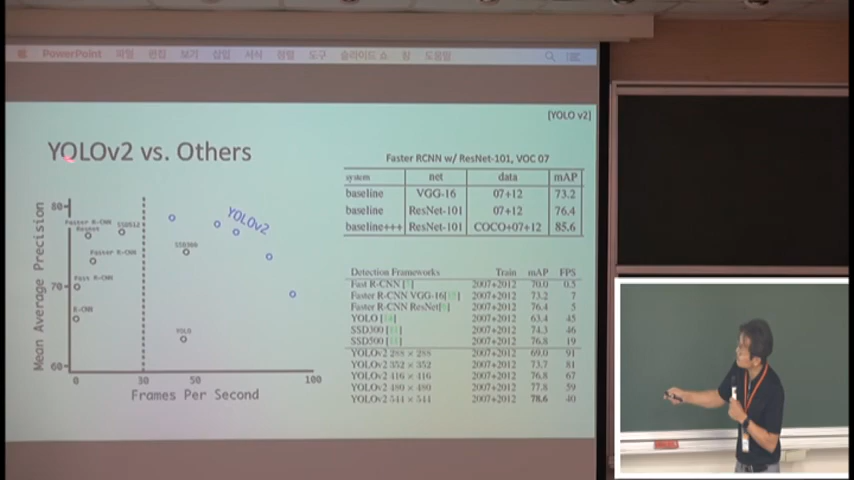 PowerPoint 파일 편집 보기 삽입 서식 정렬 도구 슬라이드 쇼 창 도움말
[YOLO v2]
YOLOv2 vs. Others
Mean Average Precision
80
70
60
Faster R-CNN
ResNet
SSD512
Faster R-CNN
Fast R-CNN
R-CNN
SSD300
YOLO
YOLOv2
0 30 50 100
Frames Per Second
Faster RCNN w/ ResNet-101, VOC 07
system net data mAP
baseline VGG-16 07+12 73.2
baseline ResNet-101 07+12 76.4
baseline+++ ResNet-101 COCO+07+12 85.6
Detection Frameworks Train mAP FPS
Fast R-CNN 2007+2012 70.0 0.5
Faster R-CNN VGG-16 2007+2012 73.2 7
Faster R-CNN ResNet 2007+2012 76.4 5
YOLO 2007+2012 63.4 45
SSD300 2007+2012 74.3 46
SSD500 2007+2012 76.8 19
YOLOv2 288 × 288 2007+2012 69.0 91
YOLOv2 352 × 352 2007+2012 73.7 81
YOLOv2 416 × 416 2007+2012 76.8 67
YOLOv2 480 × 480 2007+2012 77.8 59
YOLOv2 544 × 544 2007+2012 78.6 40